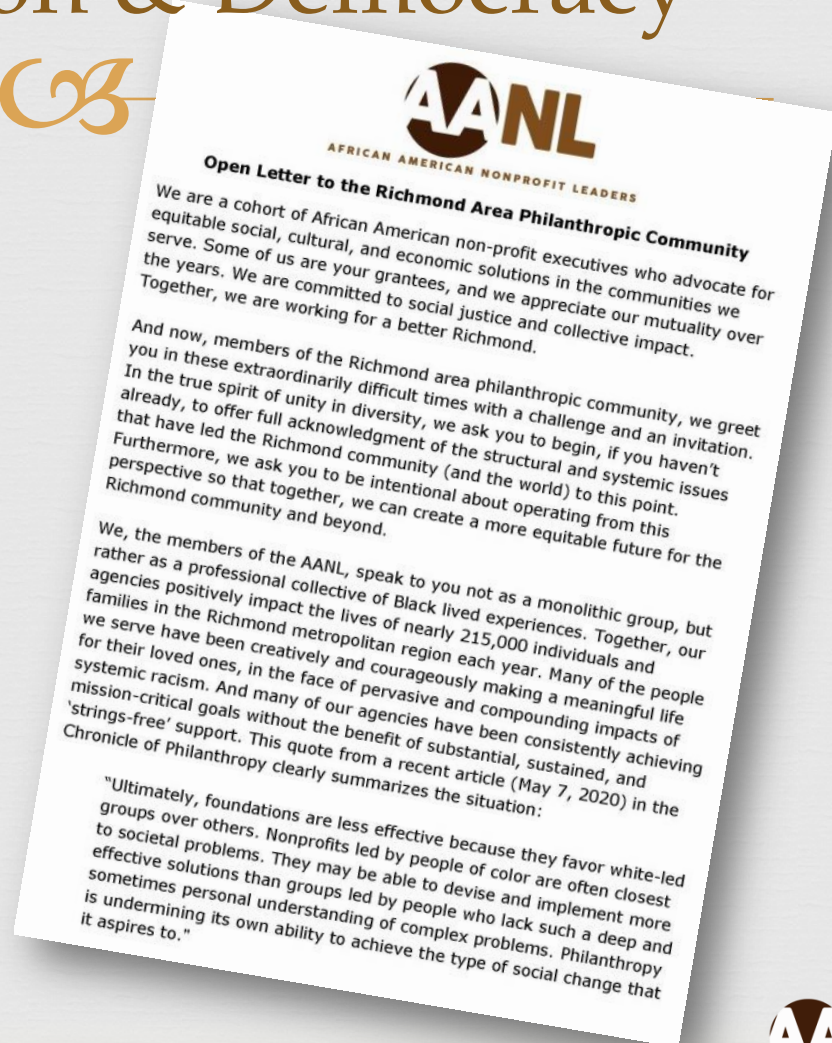 on & Democracy
AANL
AFRICAN AMERICAN NONPROFIT LEADERS
Open Letter to the Richmond Area Philanthropic Community
We are a cohort of African American non-profit executives who advocate for
equitable social, cultural, and economic solutions in the communities we
serve. Some of us are your grantees, and we appreciate our mutuality over
the years. We are committed to social justice and collective impact.
Together, we are working for a better Richmond.
And now, members of the Richmond area philanthropic community, we greet
you in these extraordinarily difficult times with a challenge and an invitation.
In the true spirit of unity in diversity, we ask you to begin, if you haven't
already, to offer full acknowledgment of the structural and systemic issues
that have led the Richmond community (and the world) to this point.
Furthermore, we ask you to be intentional about operating from this
perspective so that together, we can create a more equitable future for the
Richmond community and beyond.
We, the members of the AANL, speak to you not as a monolithic group, but
rather as a professional collective of Black lived experiences. Together, our
agencies positively impact the lives of nearly 215,000 individuals and
families in the Richmond metropolitan region each year. Many of the people
we serve have been creatively and courageously making a meaningful life
for their loved ones, in the face of pervasive and compounding impacts of
systemic racism. And many of our agencies have been consistently achieving
mission-critical goals without the benefit of substantial, sustained, and
'strings-free' support. This quote from a recent article (May 7, 2020) in the
Chronicle of Philanthropy clearly summarizes the situation:
"Ultimately, foundations are less effective because they favor white-led
groups over others. Nonprofits led by people of color are often closest
to societal problems. They may be able to devise and implement more
effective solutions than groups led by people who lack such a deep and
sometimes personal understanding of complex problems. Philanthropy
is undermining its own ability to achieve the type of social change that
it aspires to."
AA